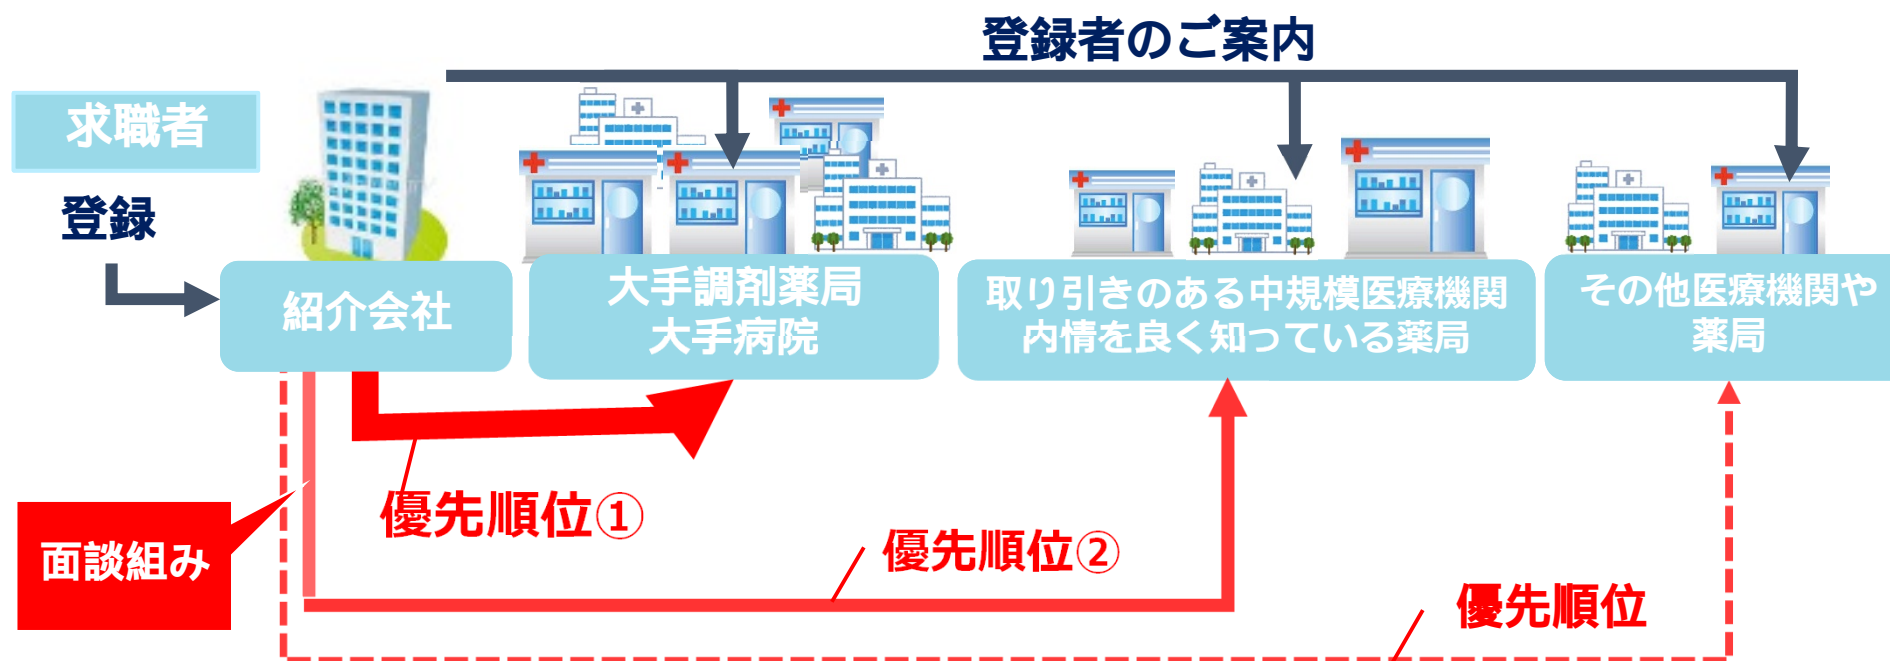 登録者のご案内
求職者
登録
紹介会社
大手調剤薬局
大手病院
取り引きのある中規模医療機関
内情を良く知っている薬局
その他医療機関や
薬局
優先順位①
面談組み
優先順位②
優先順位